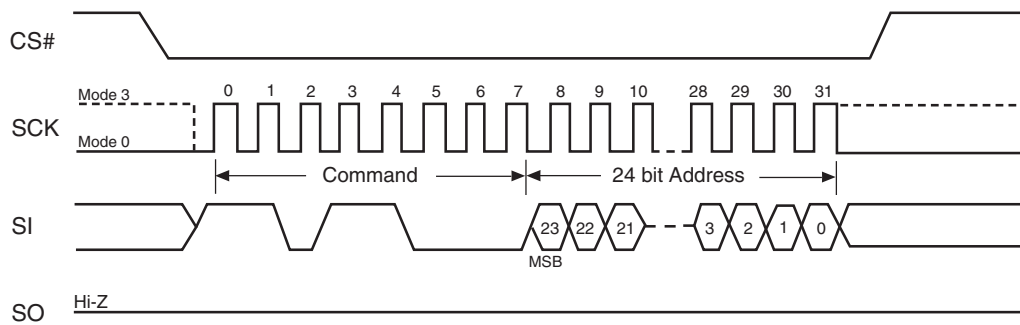 CS#
Mode 3
0 1 2 3 4 5 6 7 8 9 10 28 29 30 31
SCK
Mode 0
Command 24 bit Address
SI
23 22 21 3 2 1 0
MSB
Hi-Z
SO